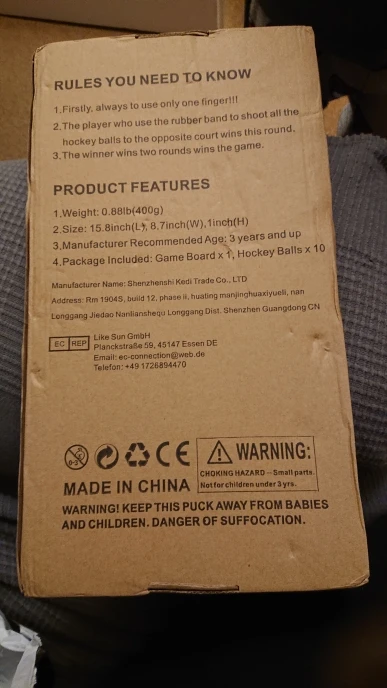 RULES YOU NEED TO KNOW
1.Firstly, always to use only one finger!!!
2.The player who use the rubber band to shoot all the
hockey balls to the opposite court wins this round.
3.The winner wins two rounds wins the game.
PRODUCT FEATURES
1.Weight: 0.88lb(400g)
2.Size: 15.8inch(L), 8.7inch(W),1inch(H)
3.Manufacturer Recommended Age: 3 years and up
4.Package Included: Game Board x 1, Hockey Balls x 10
Manufacturer Name: Shenzhenshi Kedi Trade Co., LTD
Address: Rm 1904S, build 12, phase ii, huating manjinghuaxiyueli, nan
Longgang Jiedao Nanlianshequ Longgang Dist. Shenzhen Guangdong CN
EC REP
Like Sun GmbH
Planckstraße 59, 45147 Essen DE
Email: ec-connection@web.de
Telefon: +49 1726894470
0-3
CE
WARNING:
CHOKING HAZARD -- Small parts.
Not for children under 3 yrs.
MADE IN CHINA
WARNING! KEEP THIS PUCK AWAY FROM BABIES
AND CHILDREN. DANGER OF SUFFOCATION.